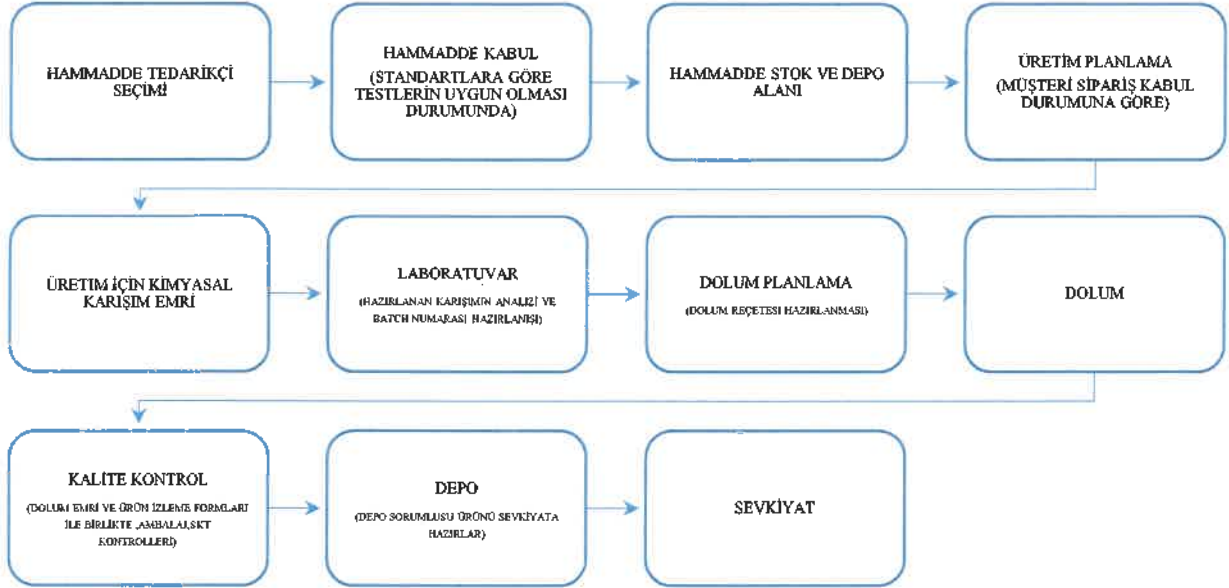 HAMMADDE TEDARİKÇİ
SEÇİMİ
HAMMADDE KABUL
(STANDARTLARA GÖRE
TESTLERİN UYGUN OLMASI
DURUMUNDA)
HAMMADDE STOK VE DEPO
ALANI
ÜRETİM PLANLAMA
(MÜŞTERİ SİPARİŞ KABUL
DURUMUNA GÖRE)
ÜRETİM İÇİN KİMYASAL
KARIŞIM EMRİ
LABORATUVAR
(HAZIRLANAN KARIŞIMIN ANALİZİ VE
BATCH NUMARASI HAZIRLANIŞI)
DOLUM PLANLAMA
(DOLUM REÇETESİ HAZIRLANMASI)
DOLUM
KALİTE KONTROL
(DOLUM EMRİ VE ÜRÜN İZLEME FORMLARI
İLE BİRLİKTE ,AMBALAJ,SKT
KONTROLLERİ)
DEPO
(DEPO SORUMLUSU ÜRÜNÜ SEVKİYATA
HAZIRLAR)
SEVKİYAT